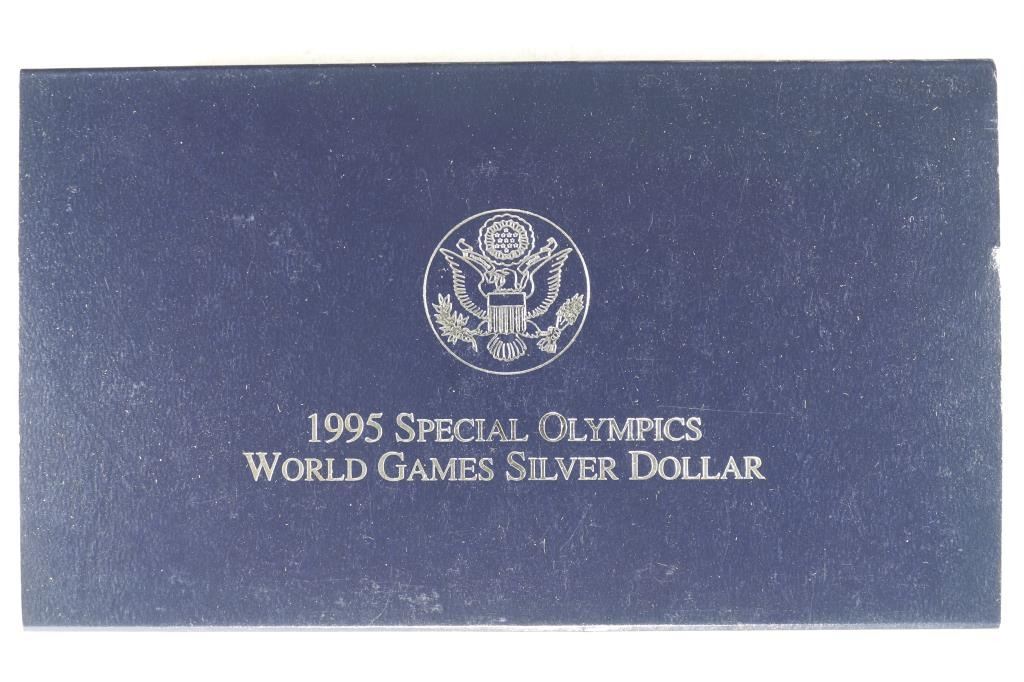 1995 SPECIAL OLYMPICS
WORLD GAMES SILVER DOLLAR